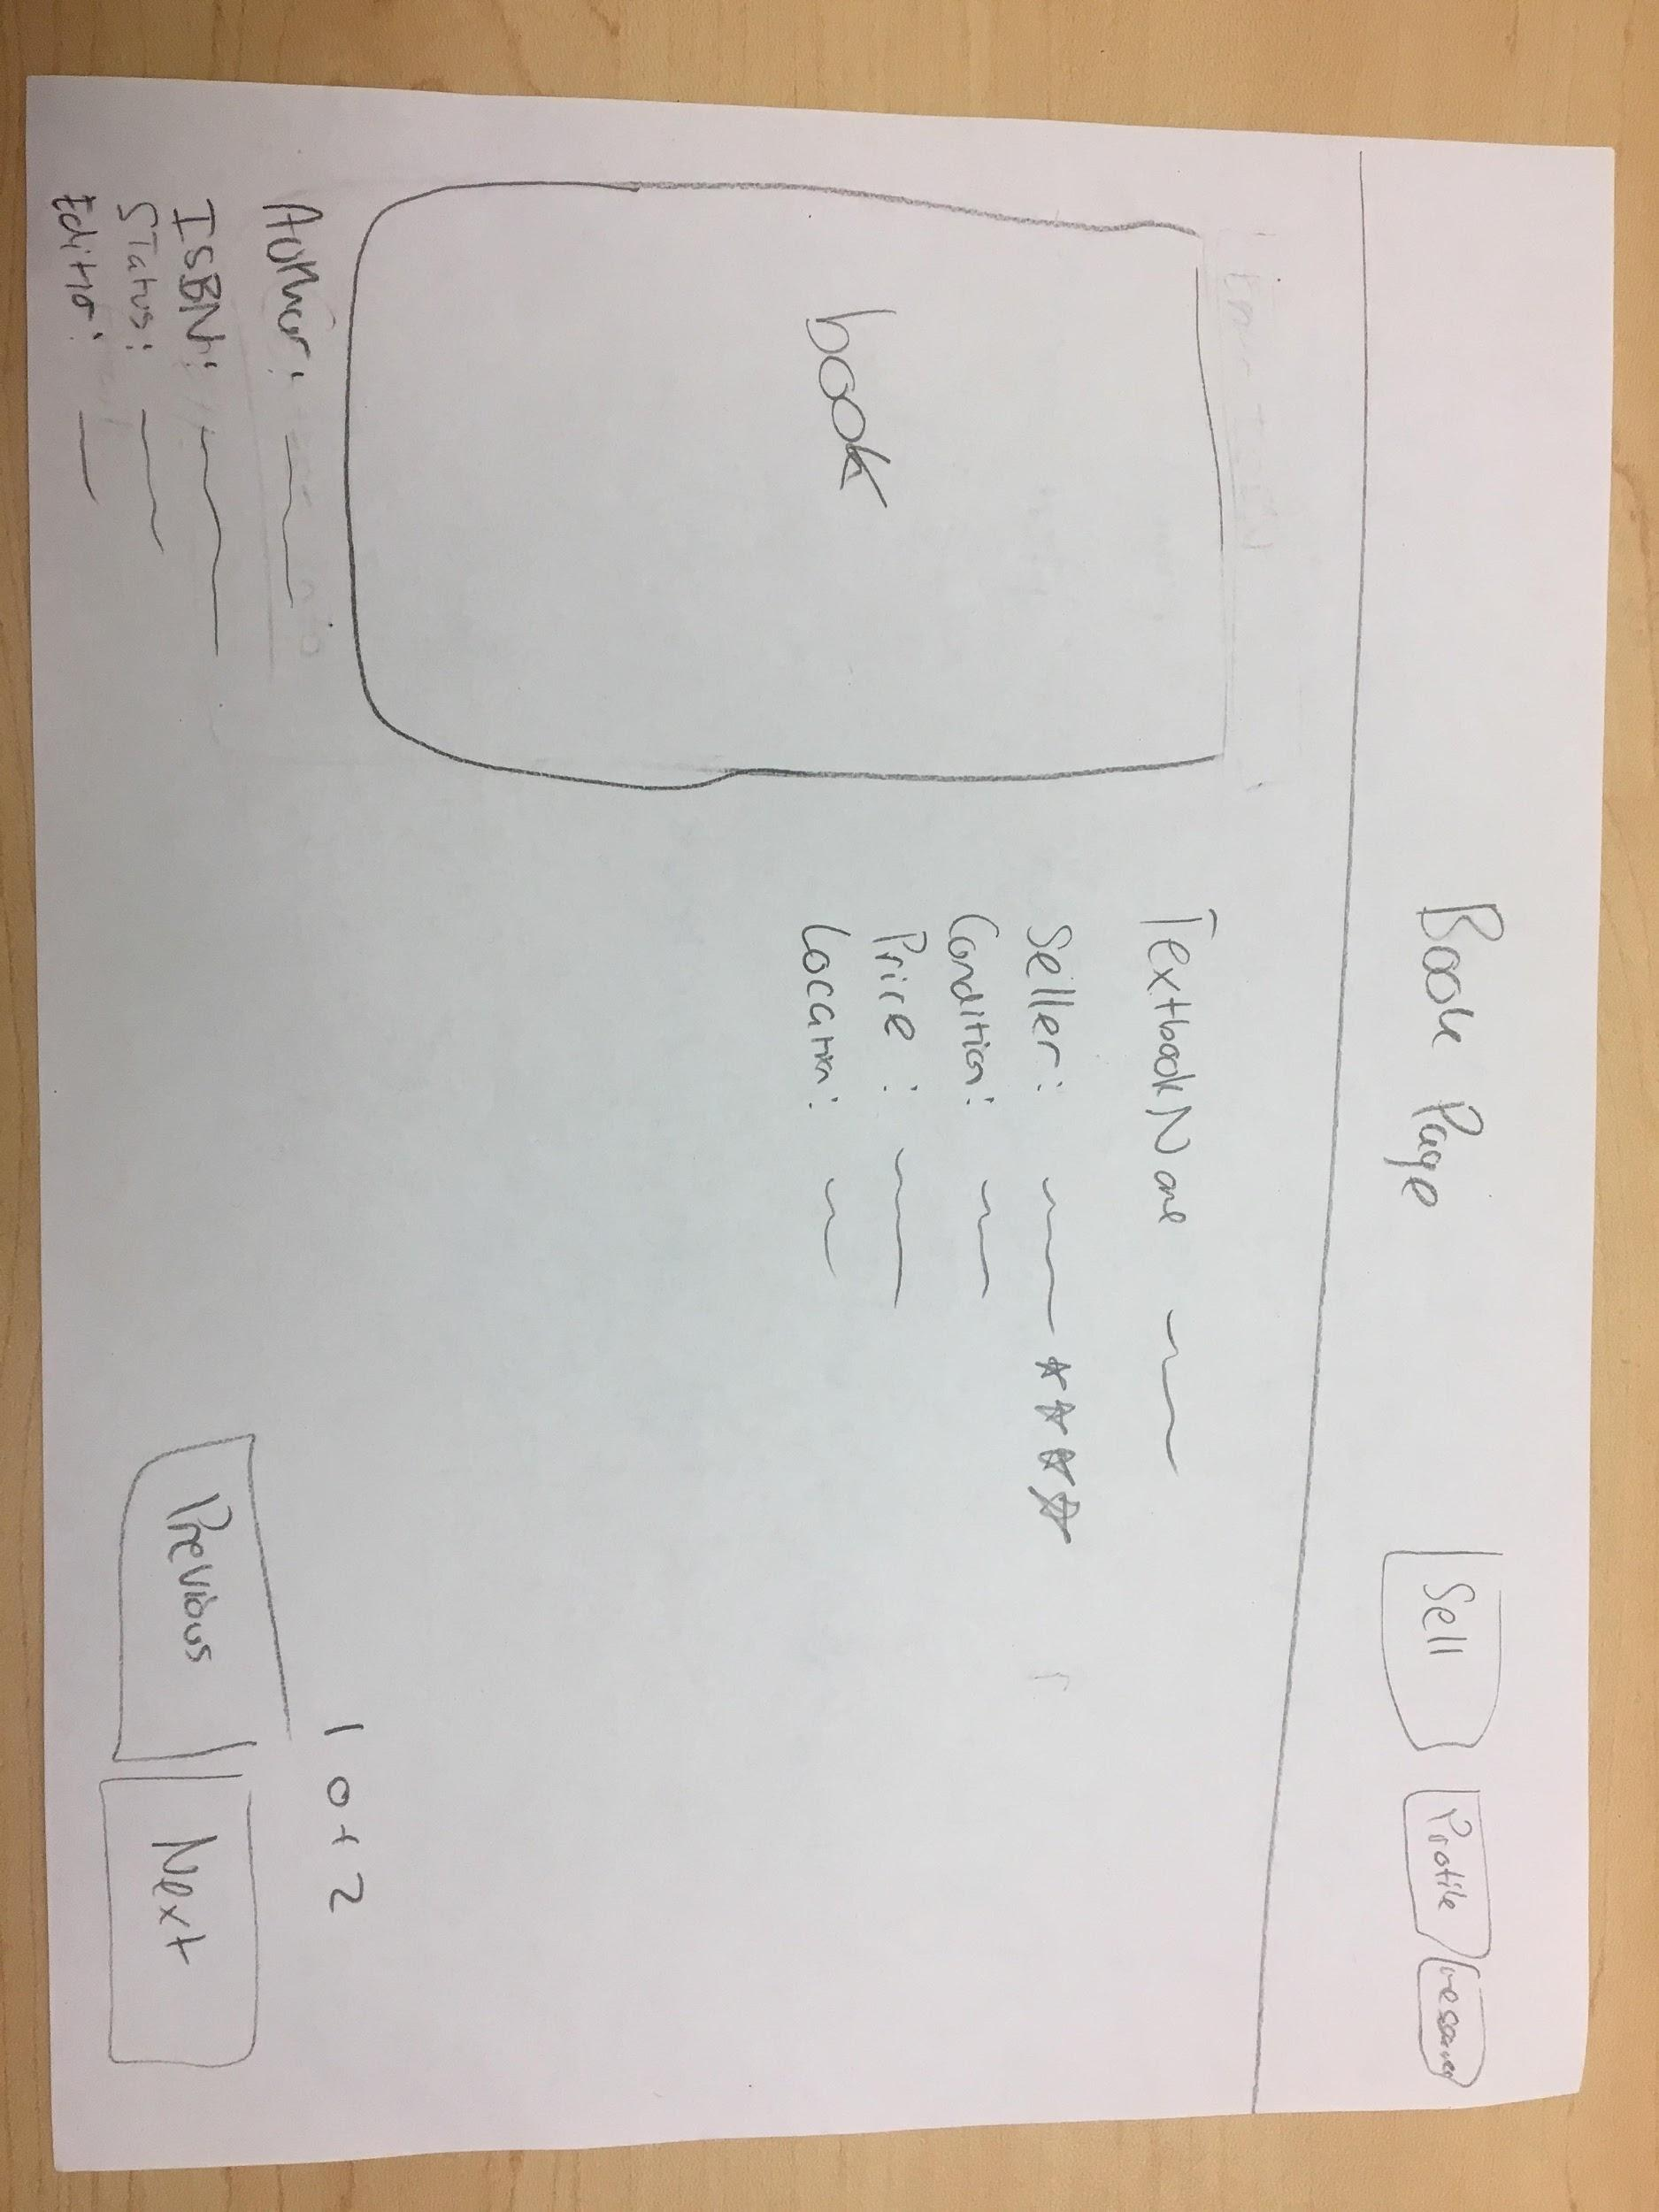 Book Page
Sell
Profile
Textbook Name
Seller:
Condition:
Price:
Location:
book
Author:
ISBN:
Status:
Edition:
1 of 2
Previous
Next